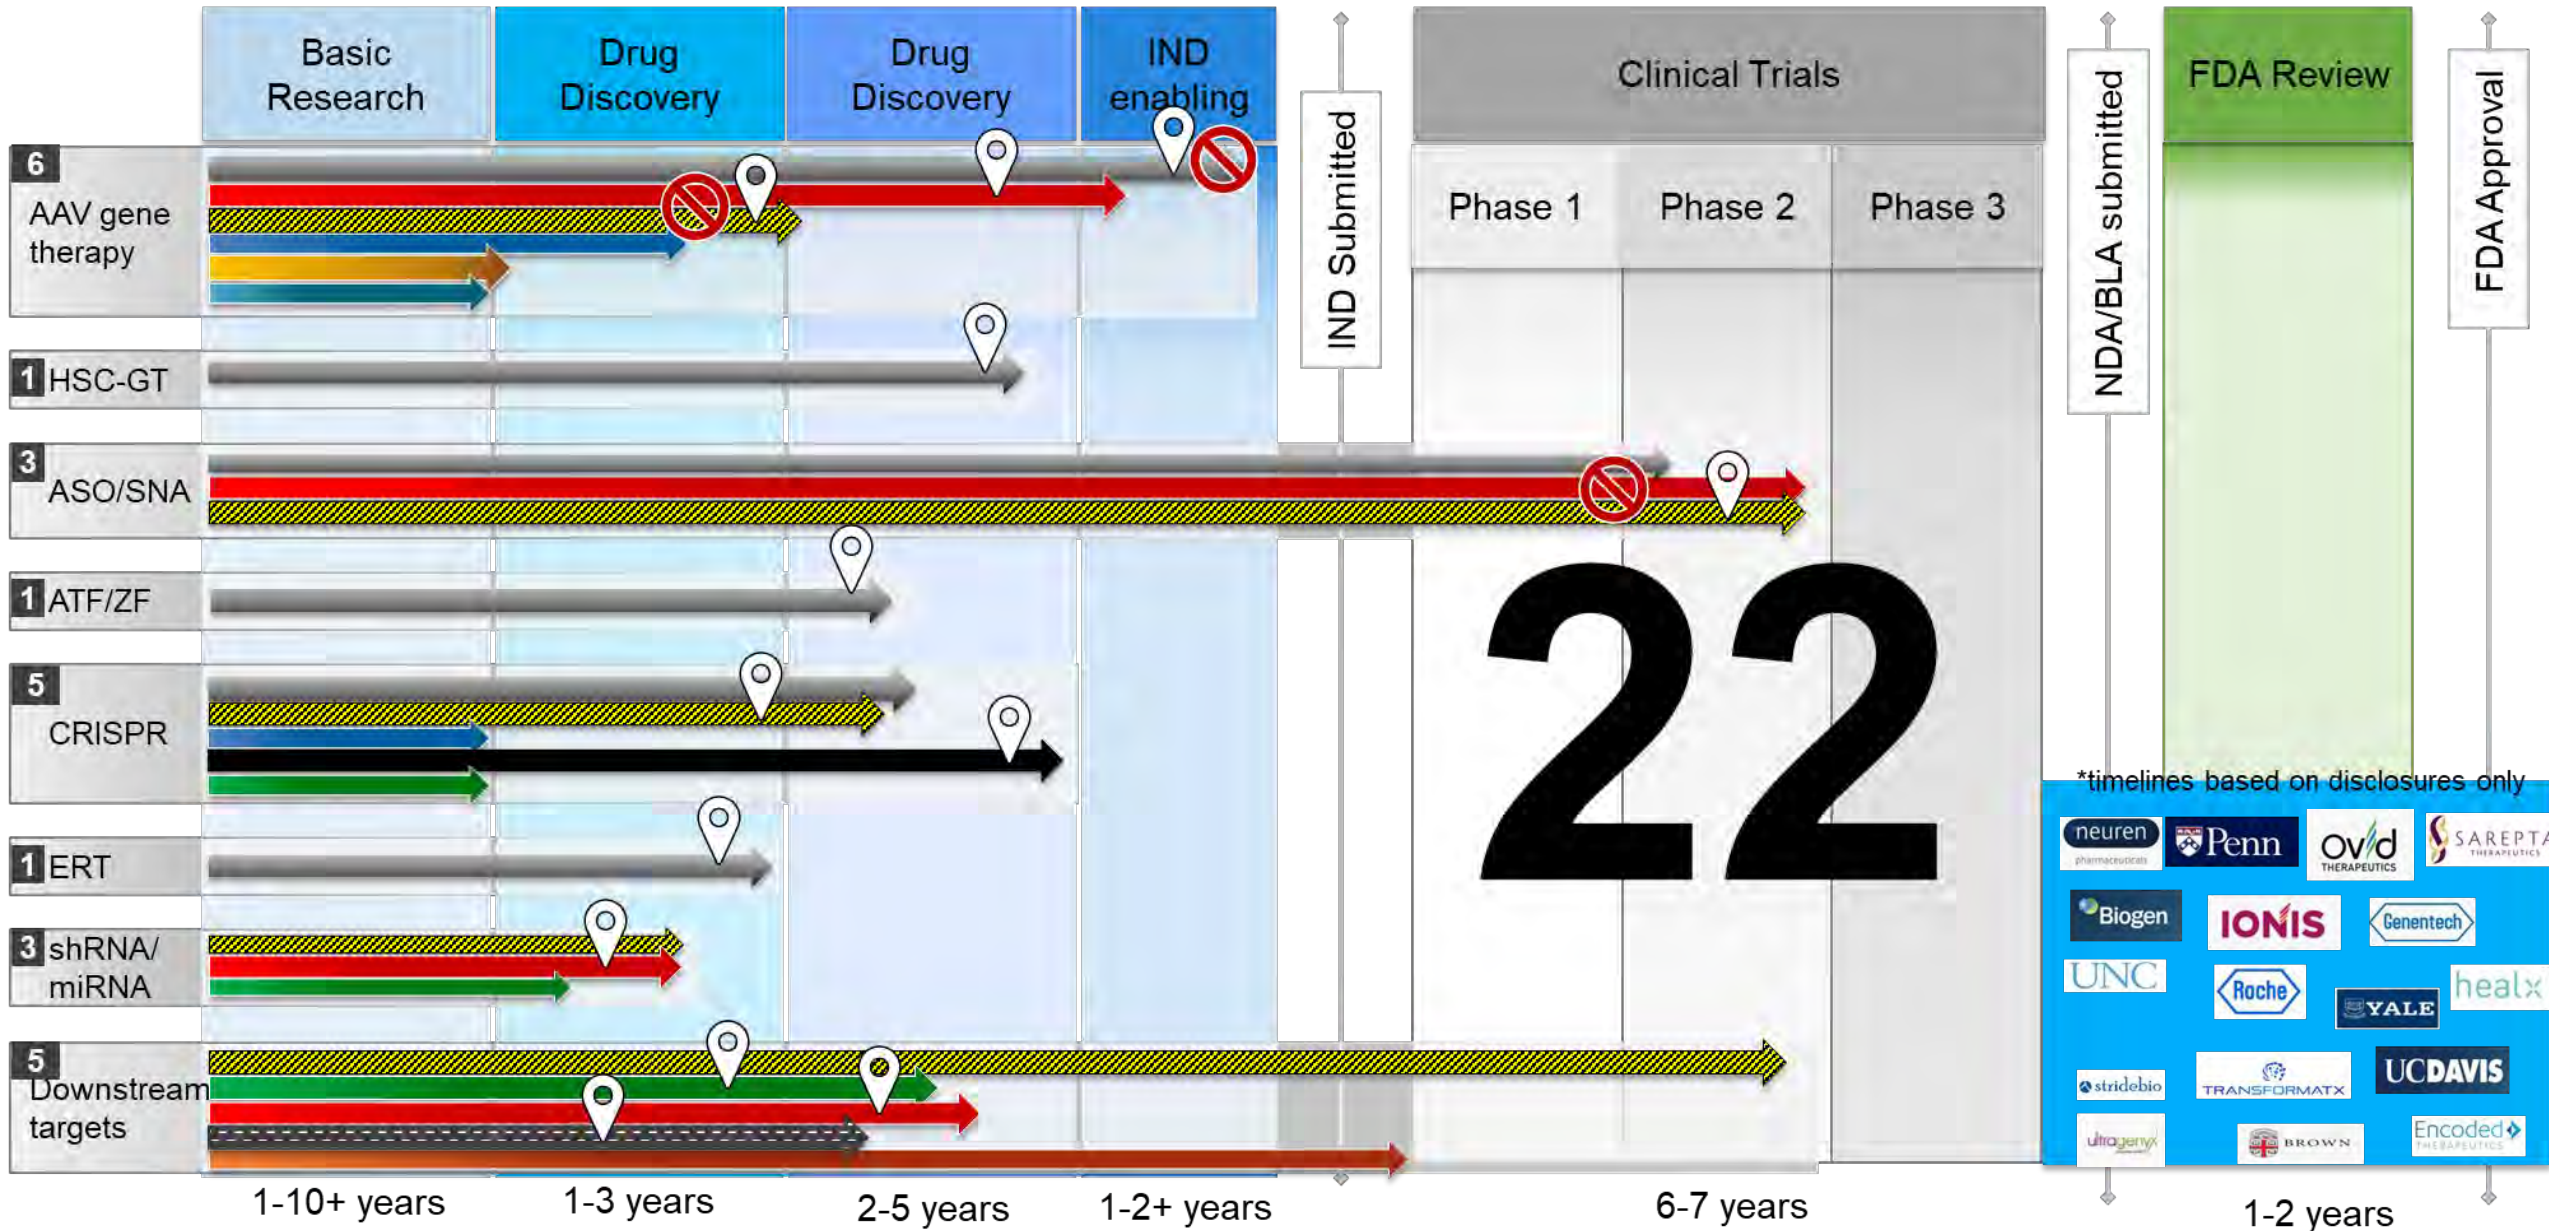 Basic
Research
Drug
Discovery
Drug
Discovery
IND
enabling
IND Submitted
Clinical Trials
Phase 1
Phase 2
Phase 3
NDA/BLA submitted
FDA Review
FDA Approval
6
AAV gene
therapy
1 HSC-GT
3
ASO/SNA
1 ATF/ZF
5
CRISPR
1 ERT
3 shRNA/
miRNA
5
Downstream
targets
22
*timelines based on disclosures only
neuren
pharmaceuticals
Penn
Ovid
THERAPEUTICS
SAREPTA
THERAPEUTICS
Biogen
IONIS
Genentech
UNC
Roche
YALE
healx
stridebio
TRANSFORMATX
UCDAVIS
ultragenyx
BROWN
Encoded
THERAPEUTICS
1-10+ years
1-3 years
2-5 years
1-2+ years
6-7 years
1-2 years